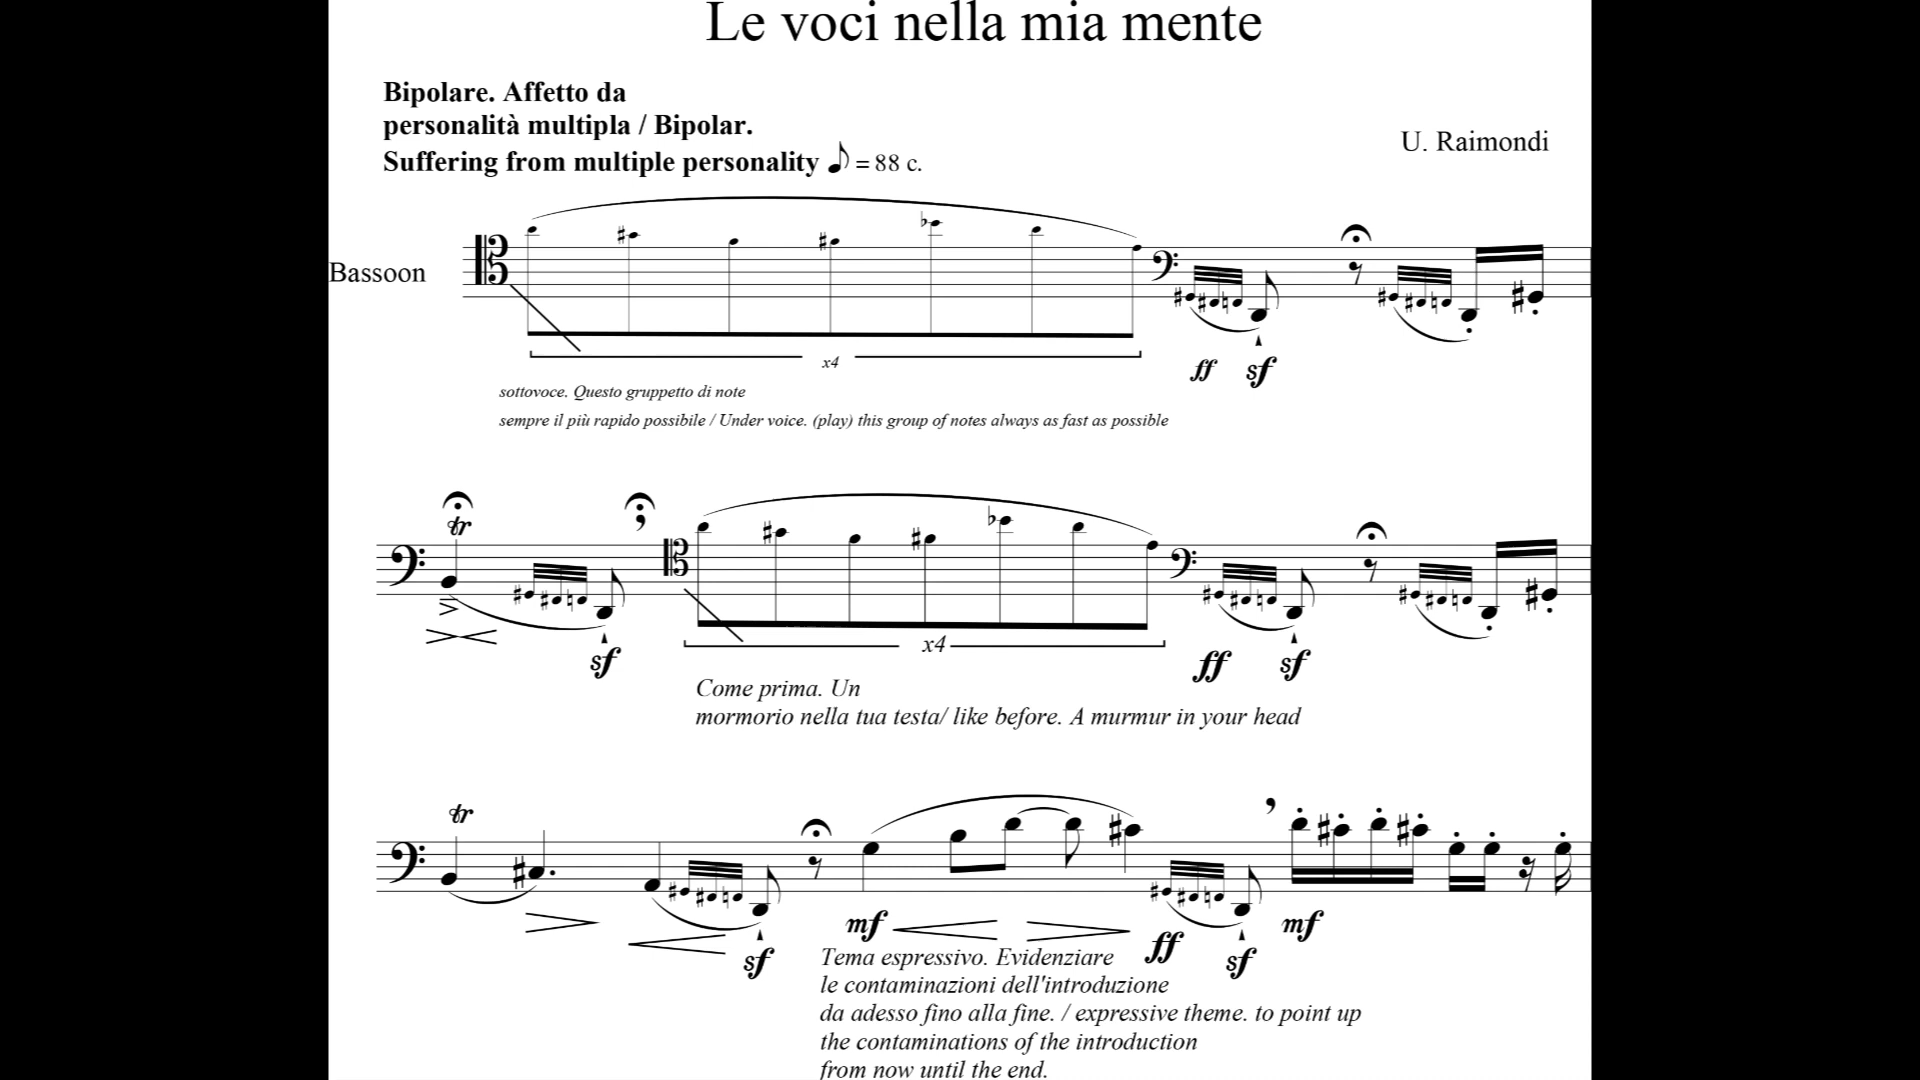 Le voci nella mia mente
Bipolare. Affetto da
personalità multipla / Bipolar.
Suffering from multiple personality ♪ = 88 c.
U. Raimondi
Bassoon
x4
ff sf
sottovoce. Questo gruppetto di note
sempre il più rapido possibile / Under voice. (play) this group of notes always as fast as possible
tr
sf
x4
ff sf
Come prima. Un
mormorio nella tua testa/ like before. A murmur in your head
tr
sf mf ff sf mf
Tema espressivo. Evidenziare
le contaminazioni dell'introduzione
da adesso fino alla fine. / expressive theme. to point up
the contaminations of the introduction
from now until the end.